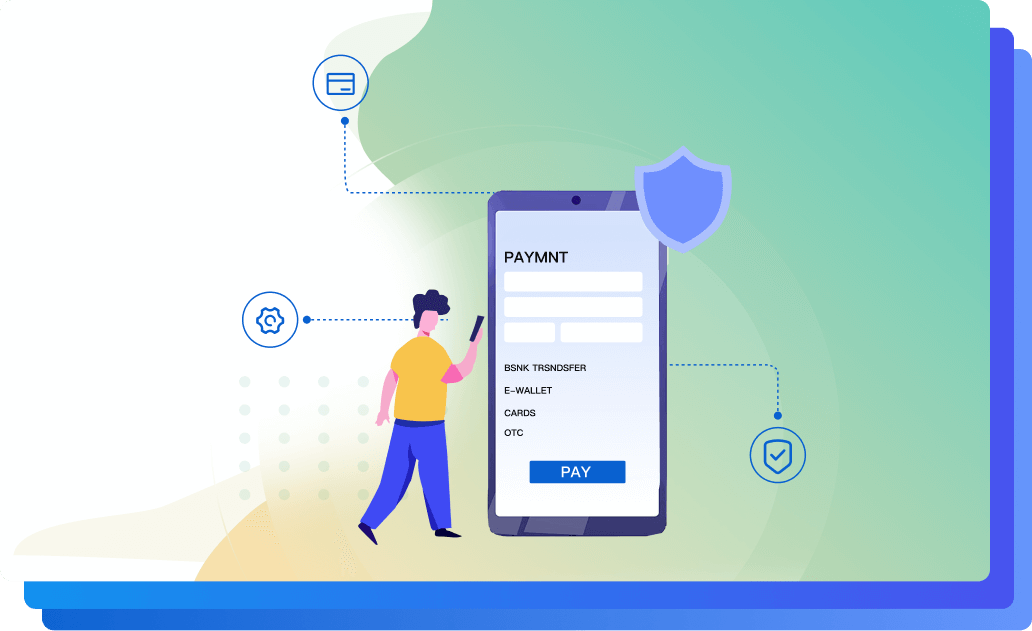 PAYMNT
BSNK TRSNDSFER
E-WALLET
CARDS
OTC
PAY